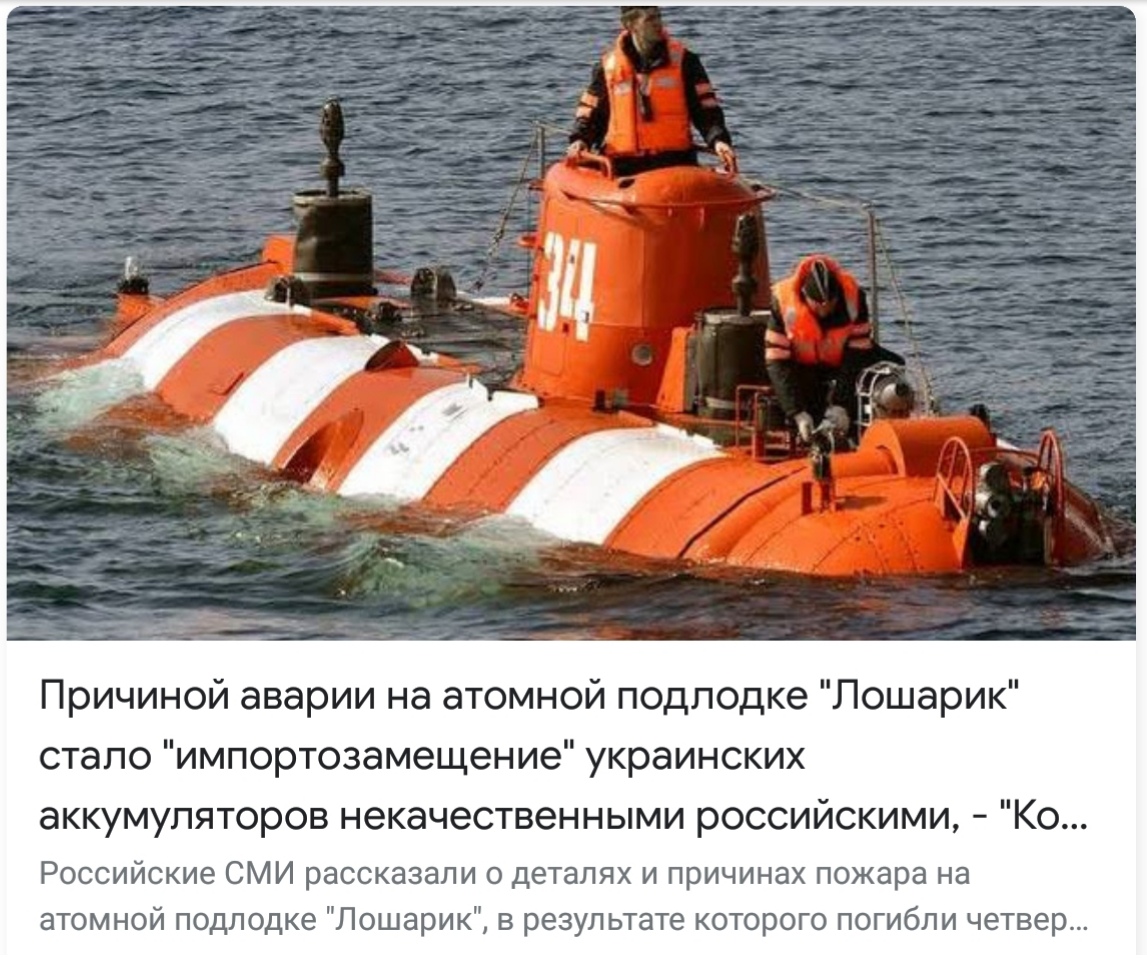 34
Причиной аварии на атомной подлодке "Лошарик"
стало "импортозамещение" украинских
аккумуляторов некачественными российскими, - "Ко...
Российские СМИ рассказали о деталях и причинах пожара на
атомной подлодке "Лошарик", в результате которого погибли четвер...